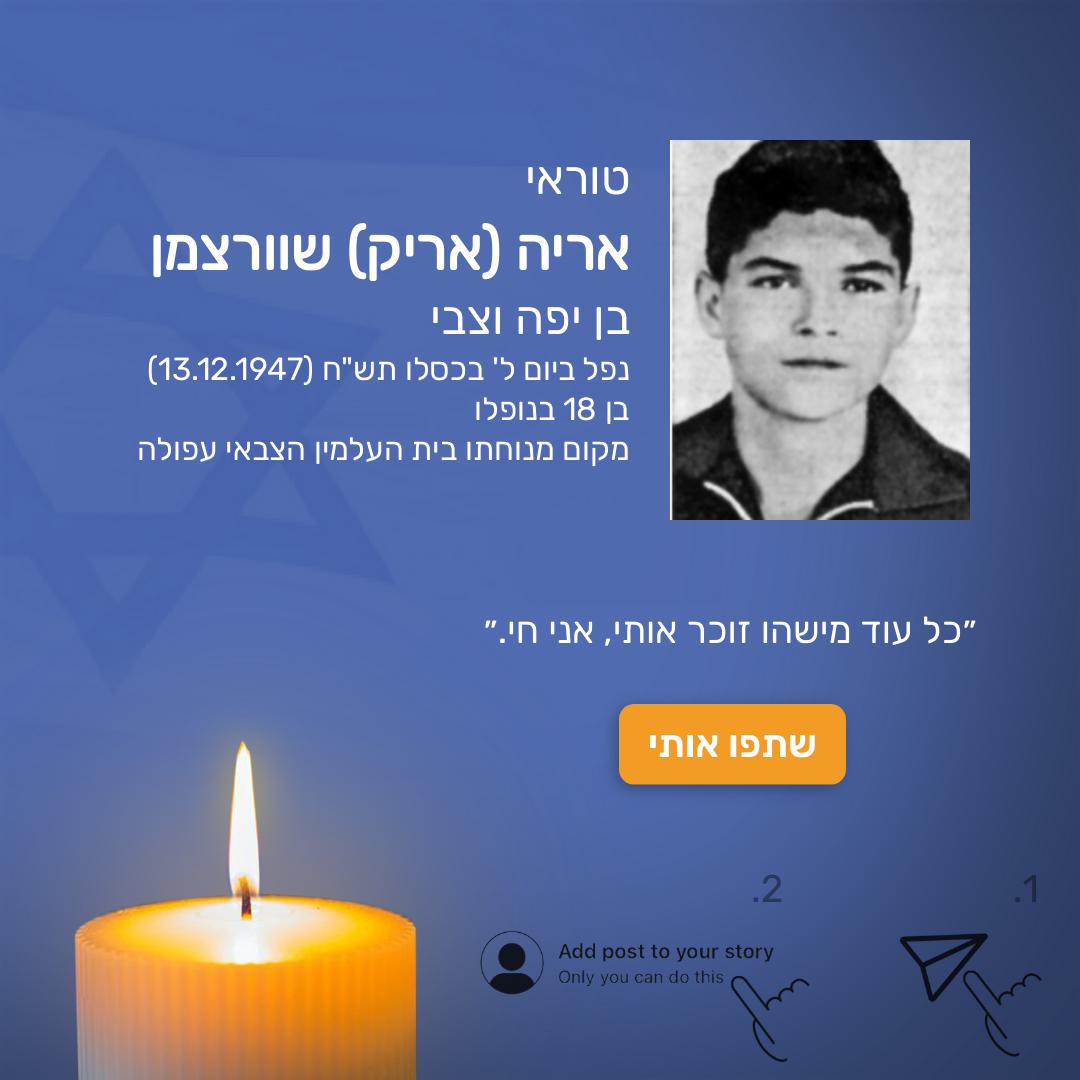 טוראי
אריה (אריק) שוורצמן
בן יפה וצבי
נפל ביום ל' בכסלו תש"ח (13.12.1947)
בן 18 בנופלו
מקום מנוחתו בית העלמין הצבאי עפולה
״כל עוד מישהו זוכר אותי, אני חי.״
שתפו אותי
.1
.2
Add post to your story
Only you can do this